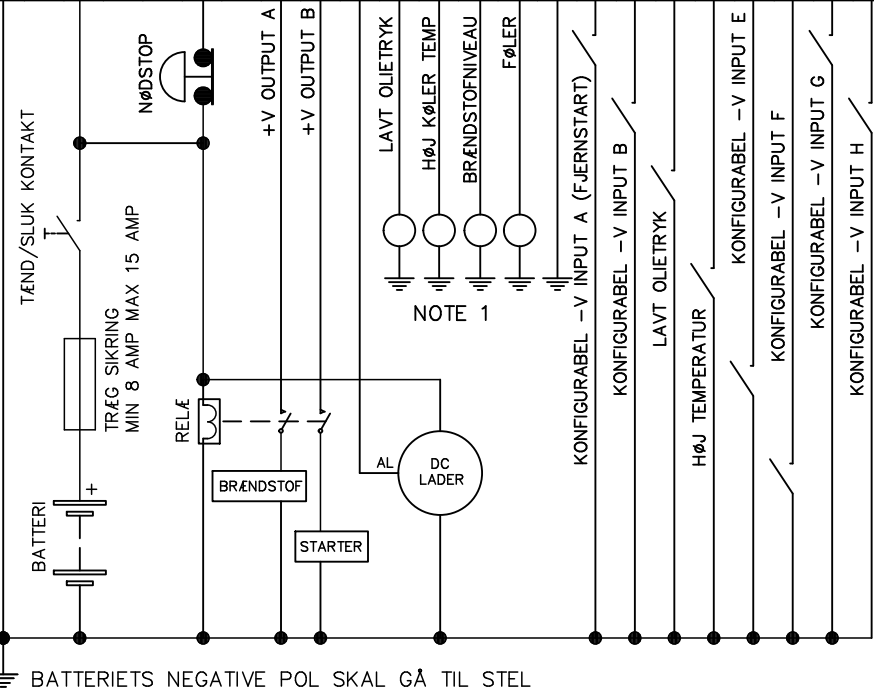 TÆND/SLUK KONTAKT
NØDSTOP
+V OUTPUT A
+V OUTPUT B
LAVT OLIETRYK
HØJ KØLER TEMP
BRÆNDSTOFNIVEAU
FØLER
NOTE 1
KONFIGURABEL -V INPUT A (FJERNSTART)
KONFIGURABEL -V INPUT B
LAVT OLIETRYK
HØJ TEMPERATUR
KONFIGURABEL -V INPUT E
KONFIGURABEL -V INPUT F
KONFIGURABEL -V INPUT G
KONFIGURABEL -V INPUT H
TRÆG SIKRING
MIN 8 AMP MAX 15 AMP
RELÆ
BRÆNDSTOF
STARTER
AL
DC
LADER
BATTERI
+
BATTERIETS NEGATIVE POL SKAL GÅ TIL STEL